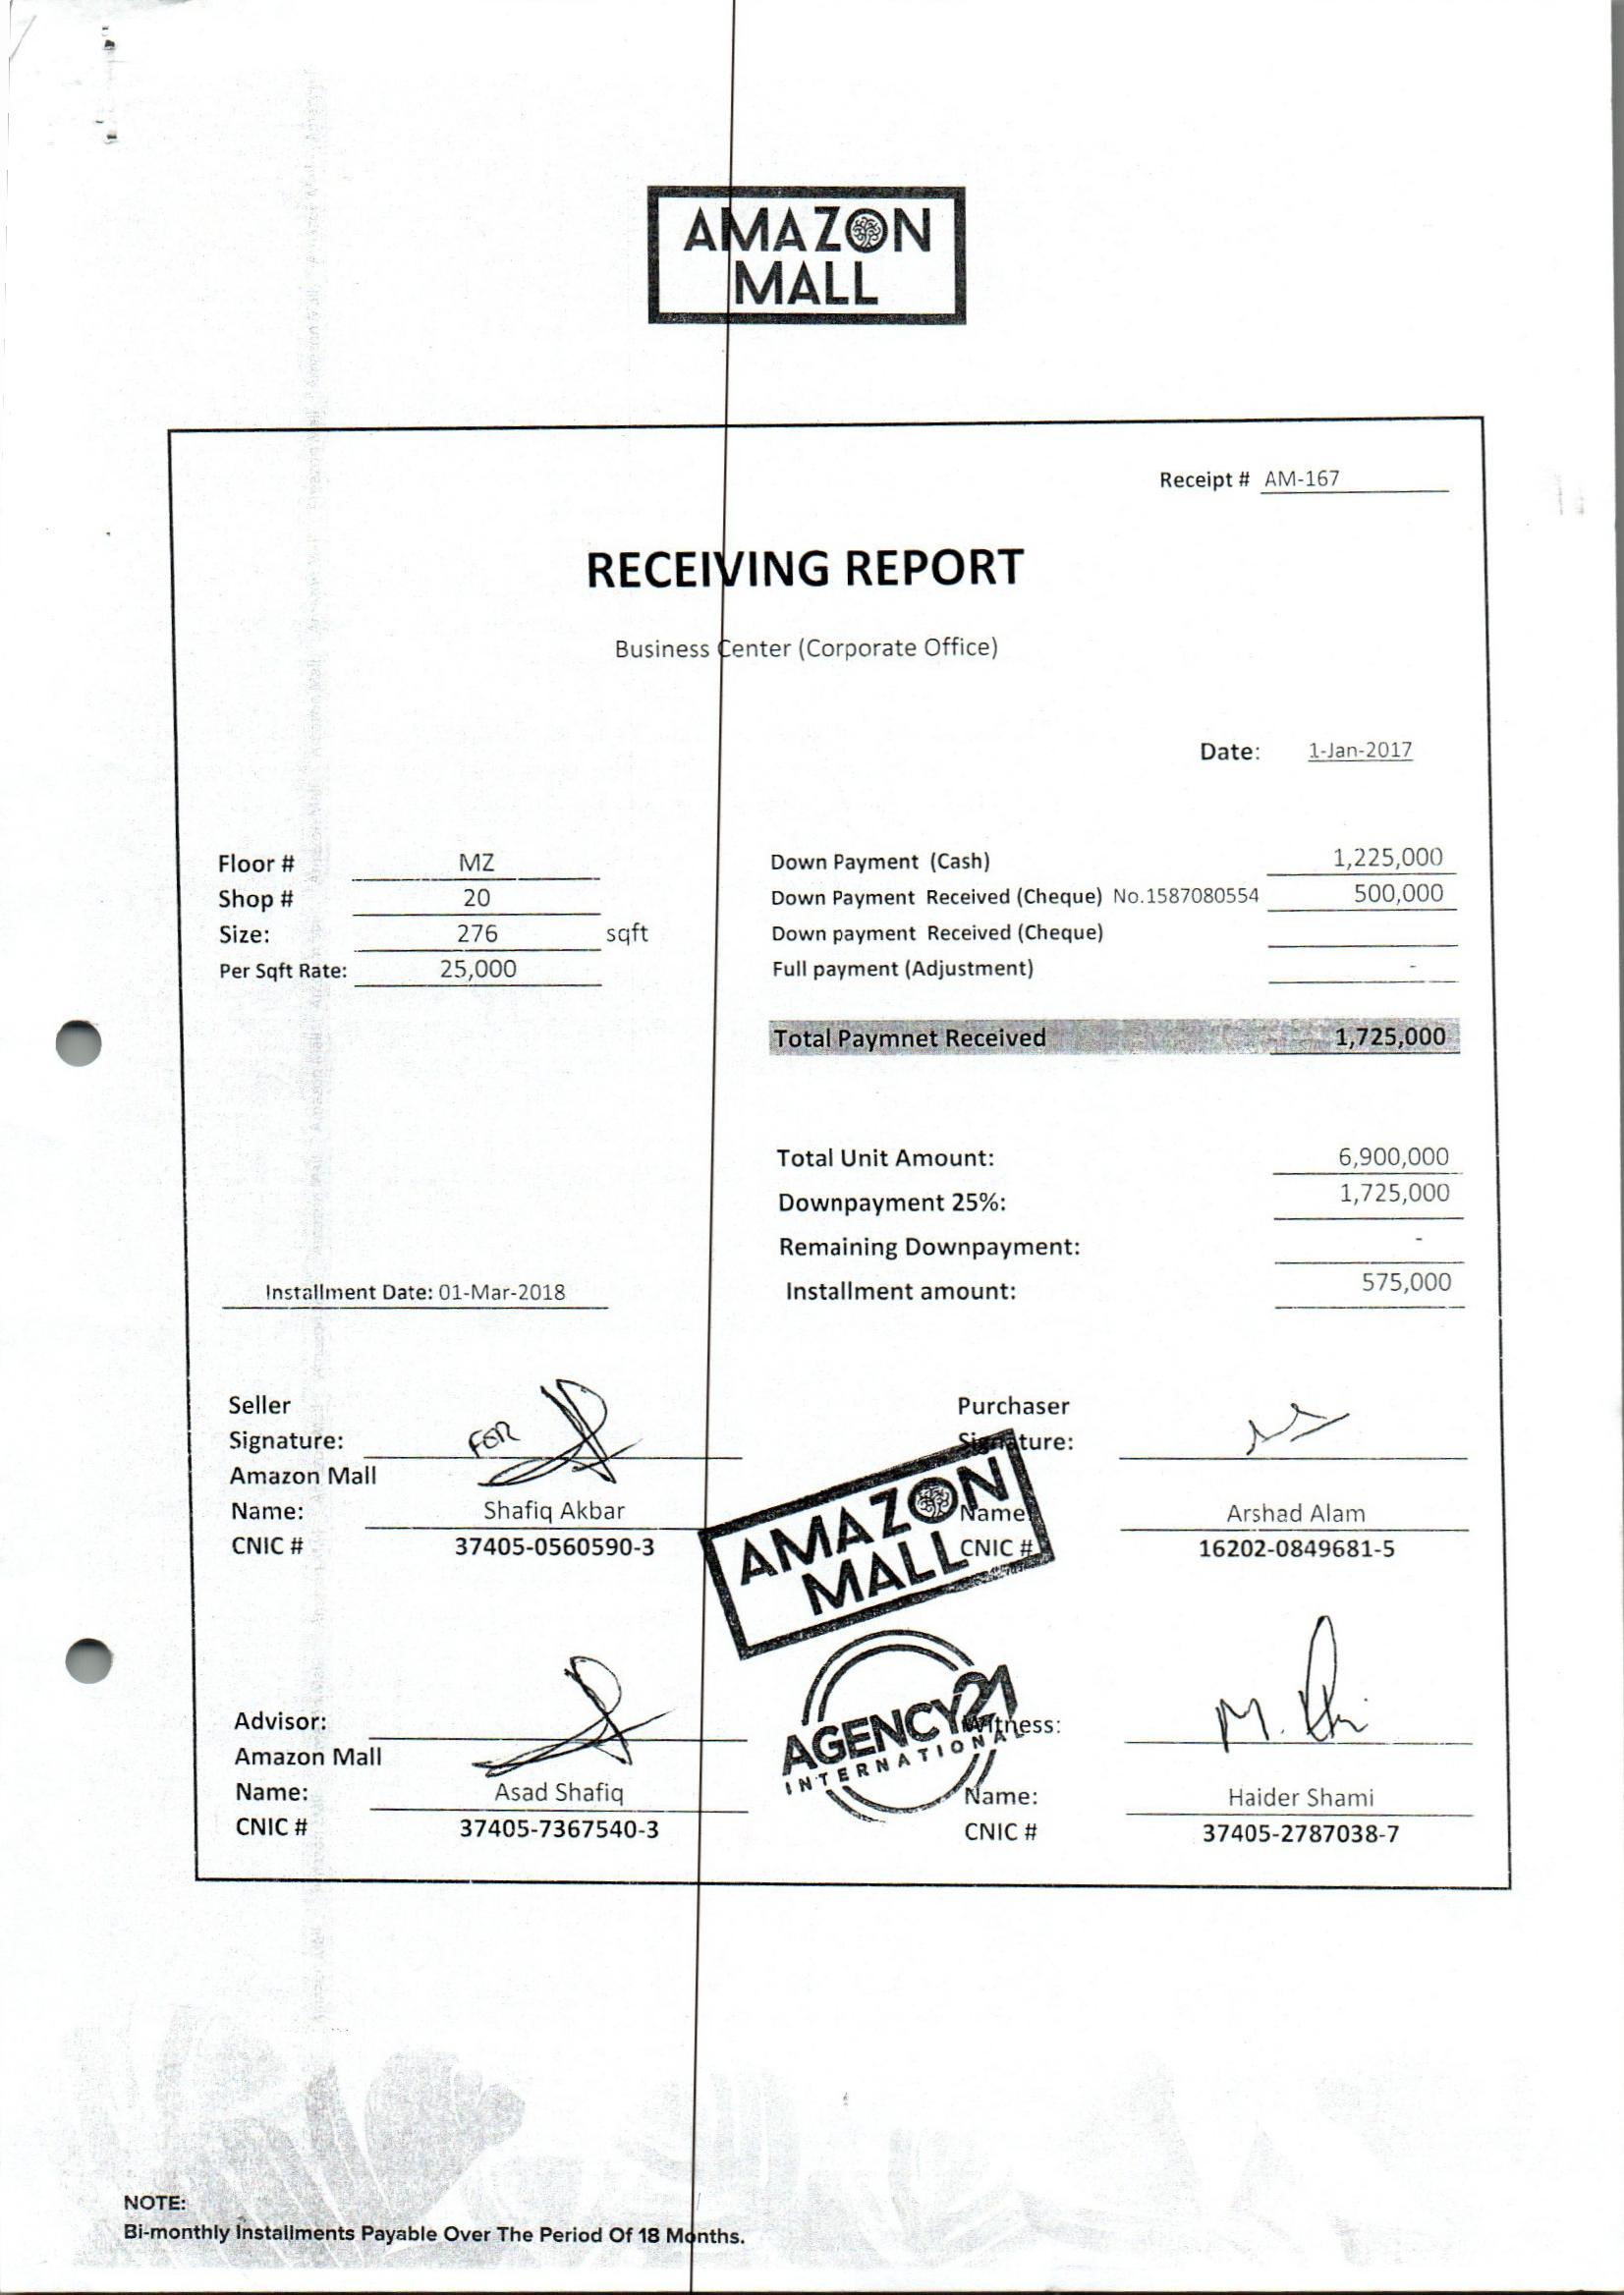 AMAZON
MALL
Receipt # AM-167
RECEIVING REPORT
Business Center (Corporate Office)
Date: 1-Jan-2017
Floor # MZ
Shop # 20
Size: 276 sqft
Per Sqft Rate: 25,000
Down Payment (Cash) 1,225,000
Down Payment Received (Cheque) No.1587080554 500,000
Down payment Received (Cheque)
Full payment (Adjustment) -
Total Paymnet Received 1,725,000
Total Unit Amount: 6,900,000
Downpayment 25%: 1,725,000
Remaining Downpayment: -
Installment amount: 575,000
Installment Date: 01-Mar-2018
Seller
Signature: FOR
Amazon Mall
Name: Shafiq Akbar
CNIC # 37405-0560590-3
Purchaser
Signature:
Name
CNIC #
Arshad Alam
16202-0849681-5
AMAZON
MALL
AGENCY21
INTERNATIONAL
Advisor:
Amazon Mall
Name: Asad Shafiq
CNIC # 37405-7367540-3
Witness:
Name: Haider Shami
CNIC # 37405-2787038-7
NOTE:
Bi-monthly Installments Payable Over The Period Of 18 Months.